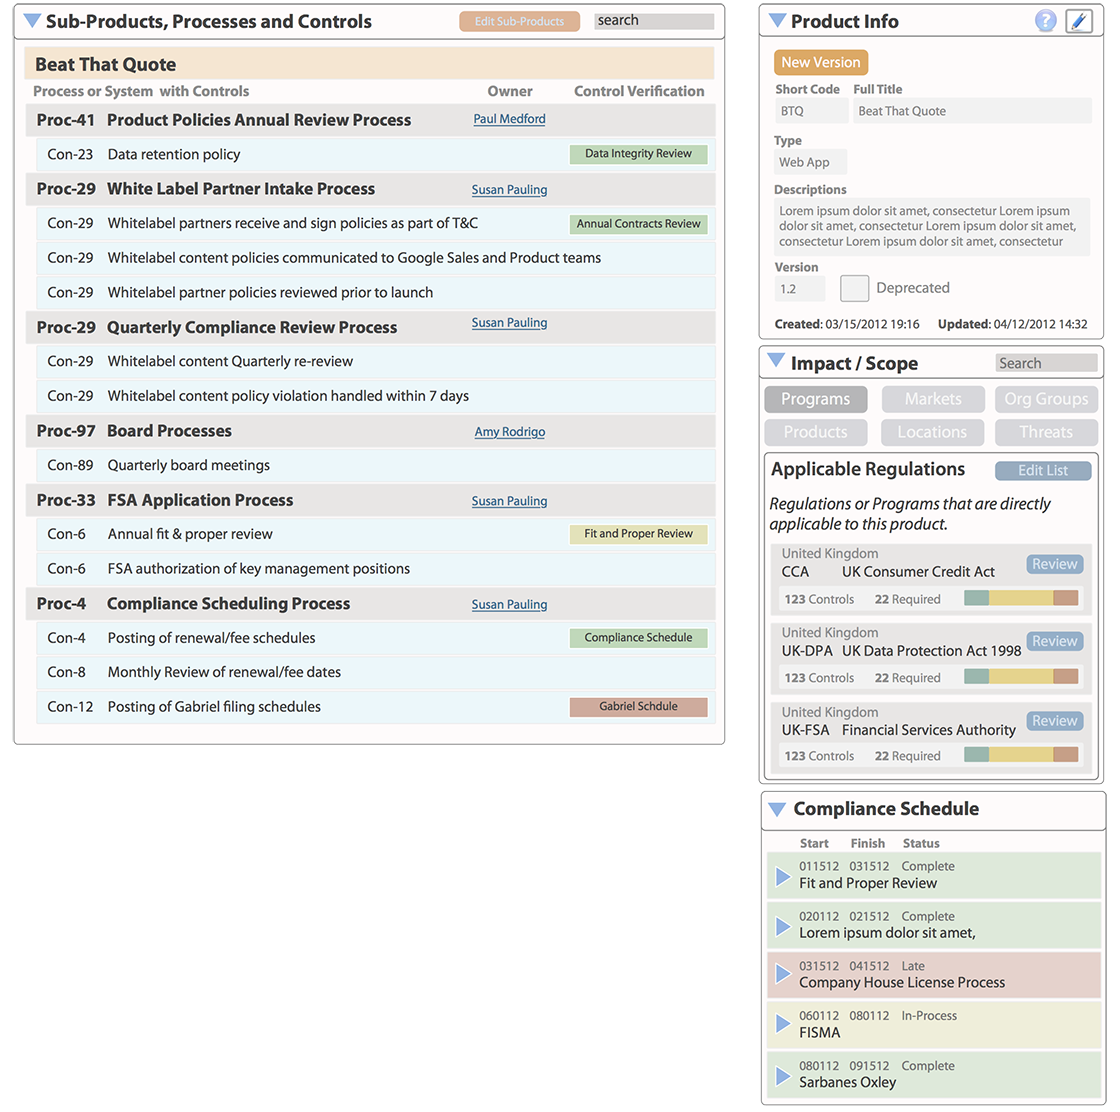 Sub-Products, Processes and Controls
Edit Sub-Products
search
Beat That Quote
Process or System with Controls Owner Control Verification
Proc-41 Product Policies Annual Review Process Paul Medford
Con-23 Data retention policy Data Integrity Review
Proc-29 White Label Partner Intake Process Susan Pauling
Con-29 Whitelabel partners receive and sign policies as part of T&C Annual Contracts Review
Con-29 Whitelabel content policies communicated to Google Sales and Product teams
Con-29 Whitelabel partner policies reviewed prior to launch
Proc-29 Quarterly Compliance Review Process Susan Pauling
Con-29 Whitelabel content Quarterly re-review
Con-29 Whitelabel content policy violation handled within 7 days
Proc-97 Board Processes Amy Rodrigo
Con-89 Quarterly board meetings
Proc-33 FSA Application Process Susan Pauling
Con-6 Annual fit & proper review Fit and Proper Review
Con-6 FSA authorization of key management positions
Proc-4 Compliance Scheduling Process Susan Pauling
Con-4 Posting of renewal/fee schedules Compliance Schedule
Con-8 Monthly Review of renewal/fee dates
Con-12 Posting of Gabriel filing schedules Gabriel Schdule
Product Info
?
New Version
Short Code Full Title
BTQ Beat That Quote
Type
Web App
Descriptions
Lorem ipsum dolor sit amet, consectetur Lorem ipsum
dolor sit amet, consectetur Lorem ipsum dolor sit amet,
consectetur Lorem ipsum dolor sit amet, consectetur
Version
1.2 Deprecated
Created: 03/15/2012 19:16 Updated: 04/12/2012 14:32
Impact / Scope Search
Programs Markets Org Groups
Products Locations Threats
Applicable Regulations Edit List
Regulations or Programs that are directly
applicable to this product.
United Kingdom
CCA UK Consumer Credit Act Review
123 Controls 22 Required
United Kingdom
UK-DPA UK Data Protection Act 1998 Review
123 Controls 22 Required
United Kingdom
UK-FSA Financial Services Authority Review
123 Controls 22 Required
Compliance Schedule
Start Finish Status
011512 031512 Complete
Fit and Proper Review
020112 021512 Complete
Lorem ipsum dolor sit amet,
031512 041512 Late
Company House License Process
060112 080112 In-Process
FISMA
080112 091512 Complete
Sarbanes Oxley